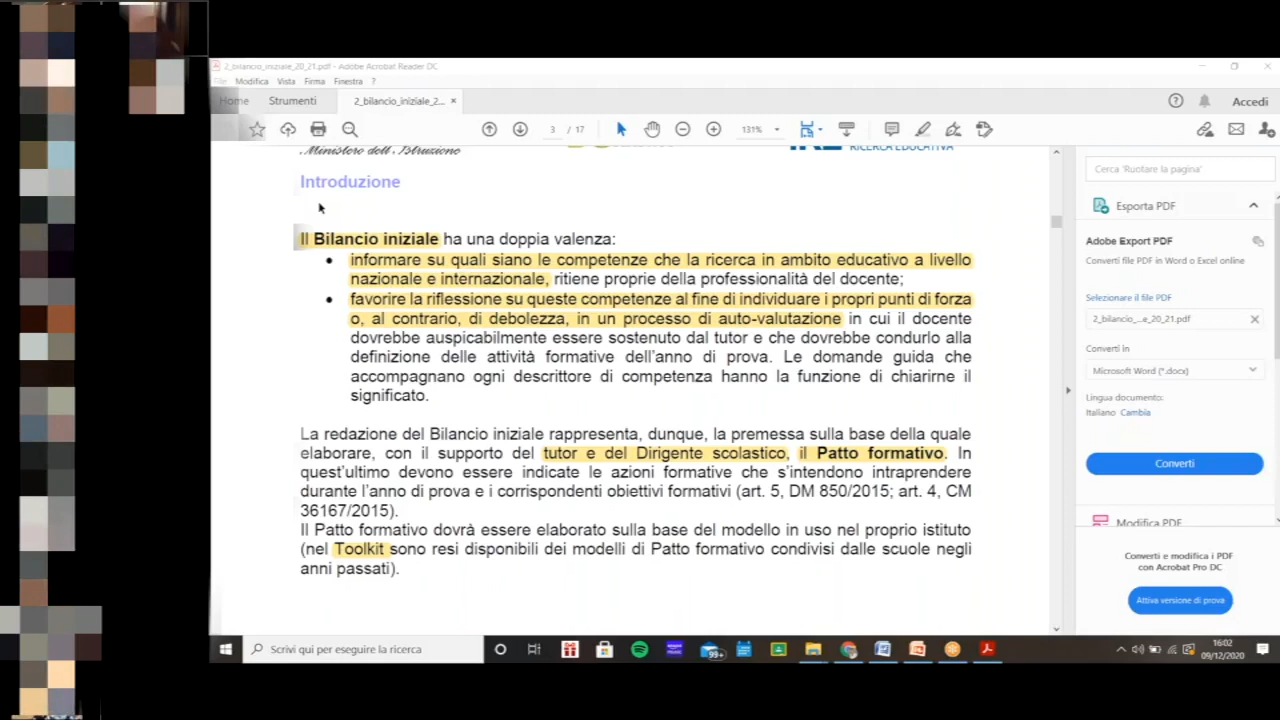 2_bilancio_iniziale_20_21.pdf - Adobe Acrobat Reader DC
File Modifica Vista Firma Finestra ?
Home Strumenti 2_bilancio_iniziale_2... × Accedi
3 / 17 131%
Ministero dell'Istruzione
RICERCA EDUCATIVA
Cerca 'Ruotare la pagina'
Introduzione
Esporta PDF
Il Bilancio iniziale ha una doppia valenza:
• informare su quali siano le competenze che la ricerca in ambito educativo a livello
nazionale e internazionale, ritiene proprie della professionalità del docente;
• favorire la riflessione su queste competenze al fine di individuare i propri punti di forza
o, al contrario, di debolezza, in un processo di auto-valutazione in cui il docente
dovrebbe auspicabilmente essere sostenuto dal tutor e che dovrebbe condurlo alla
definizione delle attività formative dell'anno di prova. Le domande guida che
accompagnano ogni descrittore di competenza hanno la funzione di chiarirne il
significato.
La redazione del Bilancio iniziale rappresenta, dunque, la premessa sulla base della quale
elaborare, con il supporto del tutor e del Dirigente scolastico, il Patto formativo. In
quest'ultimo devono essere indicate le azioni formative che s'intendono intraprendere
durante l'anno di prova e i corrispondenti obiettivi formativi (art. 5, DM 850/2015; art. 4, CM
36167/2015).
Il Patto formativo dovrà essere elaborato sulla base del modello in uso nel proprio istituto
(nel Toolkit sono resi disponibili dei modelli di Patto formativo condivisi dalle scuole negli
anni passati).
Adobe Export PDF
Converti file PDF in Word o Excel online
Selezionare il file PDF
2_bilancio_...e_20_21.pdf
Converti in
Microsoft Word (*.docx)
Lingua documento:
Italiano Cambia
Converti
Modifica PDF
Converti e modifica i PDF
con Acrobat Pro DC
Attiva versione di prova
Scrivi qui per eseguire la ricerca
99+
16:02
09/12/2020